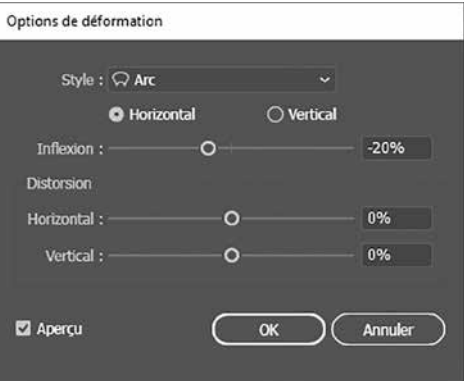 Options de déformation
Style : Arc
Horizontal Vertical
Inflexion : -20%
Distorsion
Horizontal : 0%
Vertical : 0%
Aperçu OK Annuler